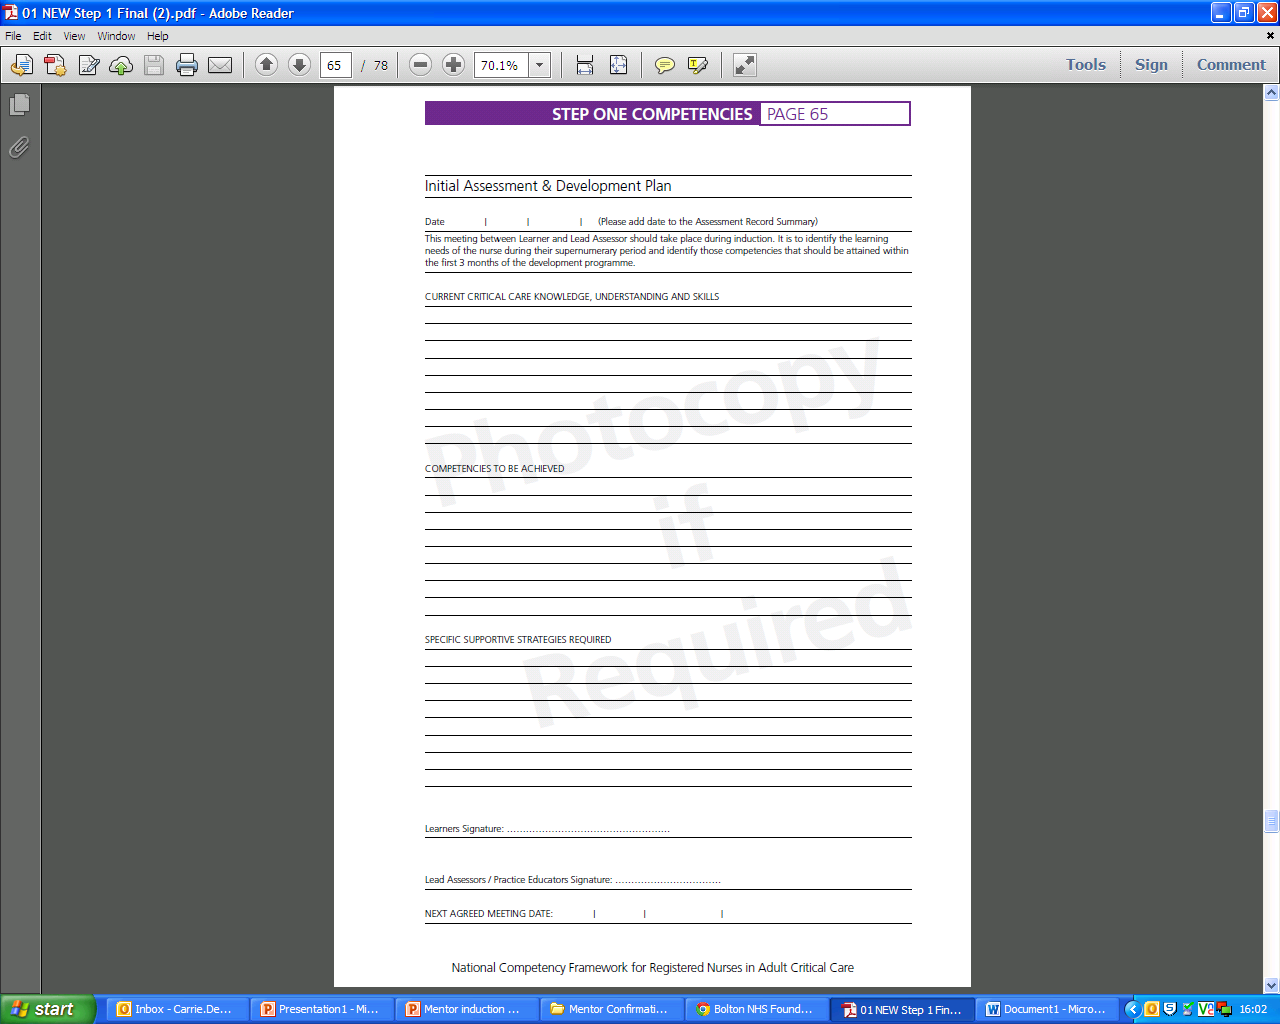 01 NEW Step 1 Final (2).pdf - Adobe Reader
File Edit View Window Help
65 / 78 70.1% Tools Sign Comment
STEP ONE COMPETENCIES PAGE 65
Initial Assessment & Development Plan
Date | | | (Please add date to the Assessment Record Summary)
This meeting between Learner and Lead Assessor should take place during induction. It is to identify the learning
needs of the nurse during their supernumerary period and identify those competencies that should be attained within
the first 3 months of the development programme.
CURRENT CRITICAL CARE KNOWLEDGE, UNDERSTANDING AND SKILLS
Photocopy
COMPETENCIES TO BE ACHIEVED
if
Required
SPECIFIC SUPPORTIVE STRATEGIES REQUIRED
Learners Signature: ....................................................
Lead Assessors / Practice Educators Signature: ..................................
NEXT AGREED MEETING DATE: | | |
National Competency Framework for Registered Nurses in Adult Critical Care
start Inbox - Carrie.De... Presentation1 - Mi... Mentor induction ... Mentor Confirmati... Bolton NHS Found... 01 NEW Step 1 Fin... Document1 - Micro... 16:02